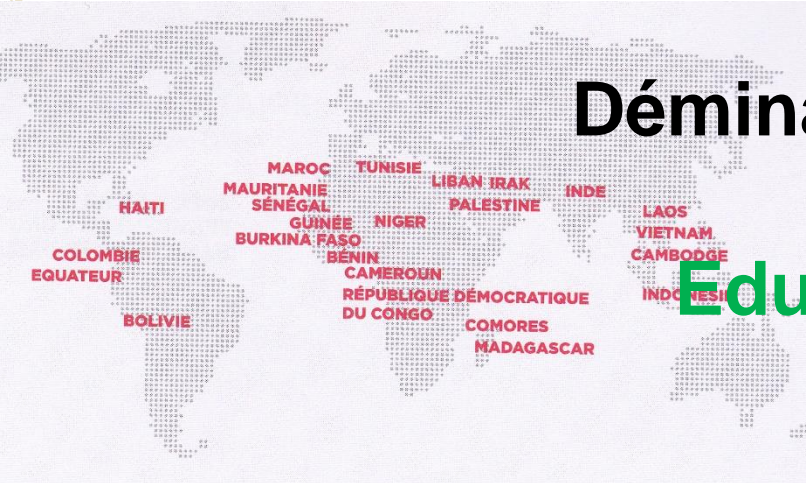 Démina
MAROC
TUNISIE
LIBAN IRAK
MAURITANIE
INDE
SÉNÉGAL
PALESTINE
HAITI
LAOS
GUINÉE
NIGER
VIETNAM
BURKINA FASO
COLOMBIE
BÉNIN
CAMBODGE
EQUATEUR
CAMEROUN
Edu
RÉPUBLIQUE DÉMOCRATIQUE
DU CONGO
INDONESI
BOLIVIE
COMORES
MADAGASCAR